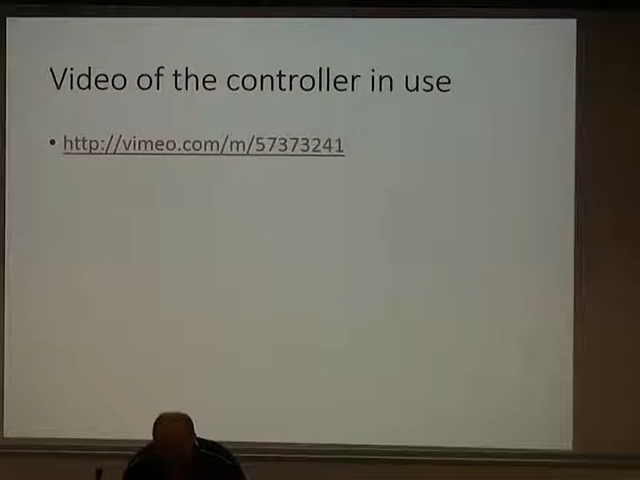 Video of the controller in use
• http://vimeo.com/m/57373241